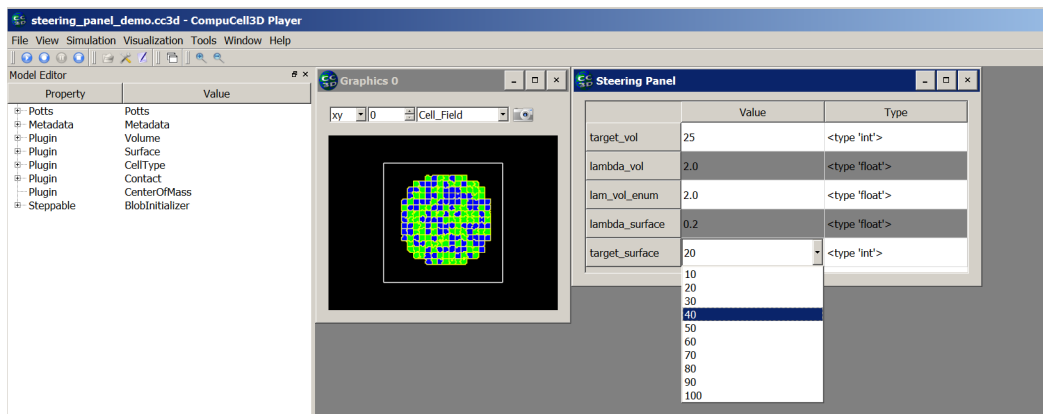 steering_panel_demo.cc3d - CompuCell3D Player
File View Simulation Visualization Tools Window Help
Model Editor
Property Value
Potts Potts
Metadata Metadata
Plugin Volume
Plugin Surface
Plugin CellType
Plugin Contact
Plugin CenterOfMass
Steppable BlobInitializer
Graphics 0
xy 0 Cell_Field
Steering Panel
Value Type
target_vol 25 <type 'int'>
lambda_vol 2.0 <type 'float'>
lam_vol_enum 2.0 <type 'float'>
lambda_surface 0.2 <type 'float'>
target_surface 20 <type 'int'>
10
20
30
40
50
60
70
80
90
100